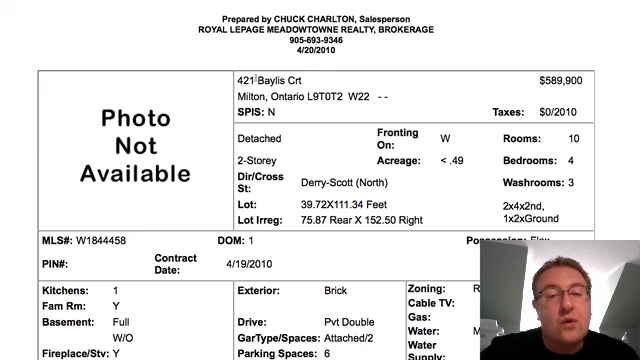 Prepared by CHUCK CHARLTON, Salesperson
ROYAL LEPAGE MEADOWTOWNE REALTY, BROKERAGE
905-693-9346
4/20/2010
Photo
Not
Available
421 Baylis Crt $589,900
Milton, Ontario L9T0T2 W22 - -
SPIS: N Taxes: $0/2010
Detached Fronting On: W Rooms: 10
2-Storey Acreage: < .49 Bedrooms: 4
Dir/Cross St: Derry-Scott (North) Washrooms: 3
Lot: 39.72X111.34 Feet 2x4x2nd,
Lot Irreg: 75.87 Rear X 152.50 Right 1x2xGround
MLS#: W1844458 DOM: 1 Possession: Flex
PIN#: Contract Date: 4/19/2010
Kitchens: 1 Exterior: Brick Zoning:
Fam Rm: Y Cable TV:
Basement: Full Drive: Pvt Double Gas:
W/O GarType/Spaces: Attached/2 Water:
Fireplace/Stv: Y Parking Spaces: 6 Water Supply: